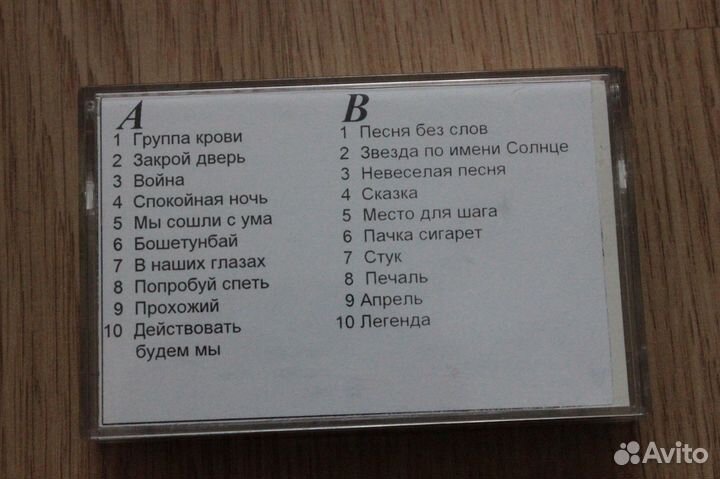 A
1 Группа крови
2 Закрой дверь
3 Война
4 Спокойная ночь
5 Мы сошли с ума
6 Бошетунбай
7 В наших глазах
8 Попробуй спеть
9 Прохожий
10 Действовать
будем мы
B
1 Песня без слов
2 Звезда по имени Солнце
3 Невеселая песня
4 Сказка
5 Место для шага
6 Пачка сигарет
7 Стук
8 Печаль
9 Апрель
10 Легенда
Avito